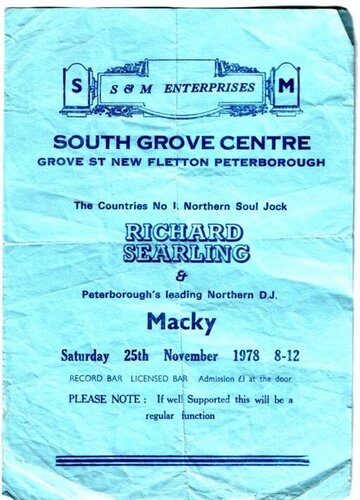 S S & M ENTERPRISES M
SOUTH GROVE CENTRE
GROVE ST NEW FLETTON PETERBOROUGH
The Countries No 1. Northern Soul Jock
RICHARD
SEARLING
&
Peterborough's leading Northern D.J.
Macky
Saturday 25th November 1978 8-12
RECORD BAR LICENSED BAR Admission £1 at the door
PLEASE NOTE : If well Supported this will be a
regular function